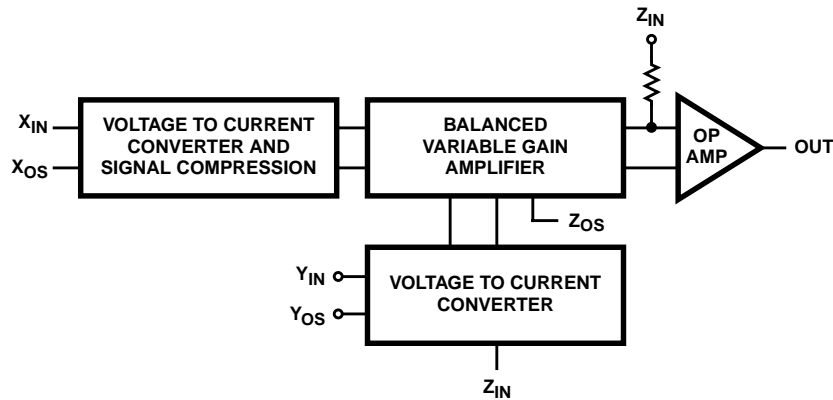 Z_IN
X_IN
X_OS
VOLTAGE TO CURRENT
CONVERTER AND
SIGNAL COMPRESSION
BALANCED
VARIABLE GAIN
AMPLIFIER
OP
AMP
OUT
Z_OS
Y_IN
Y_OS
VOLTAGE TO CURRENT
CONVERTER
Z_IN